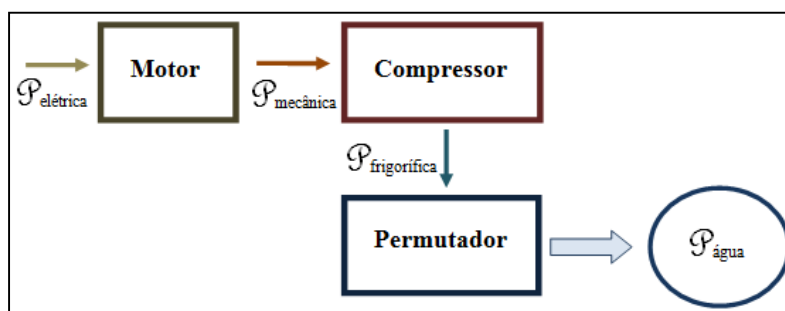 Motor
Compressor
𝒫elétrica
𝒫mecânica
𝒫frigorífica
Permutador
𝒫água